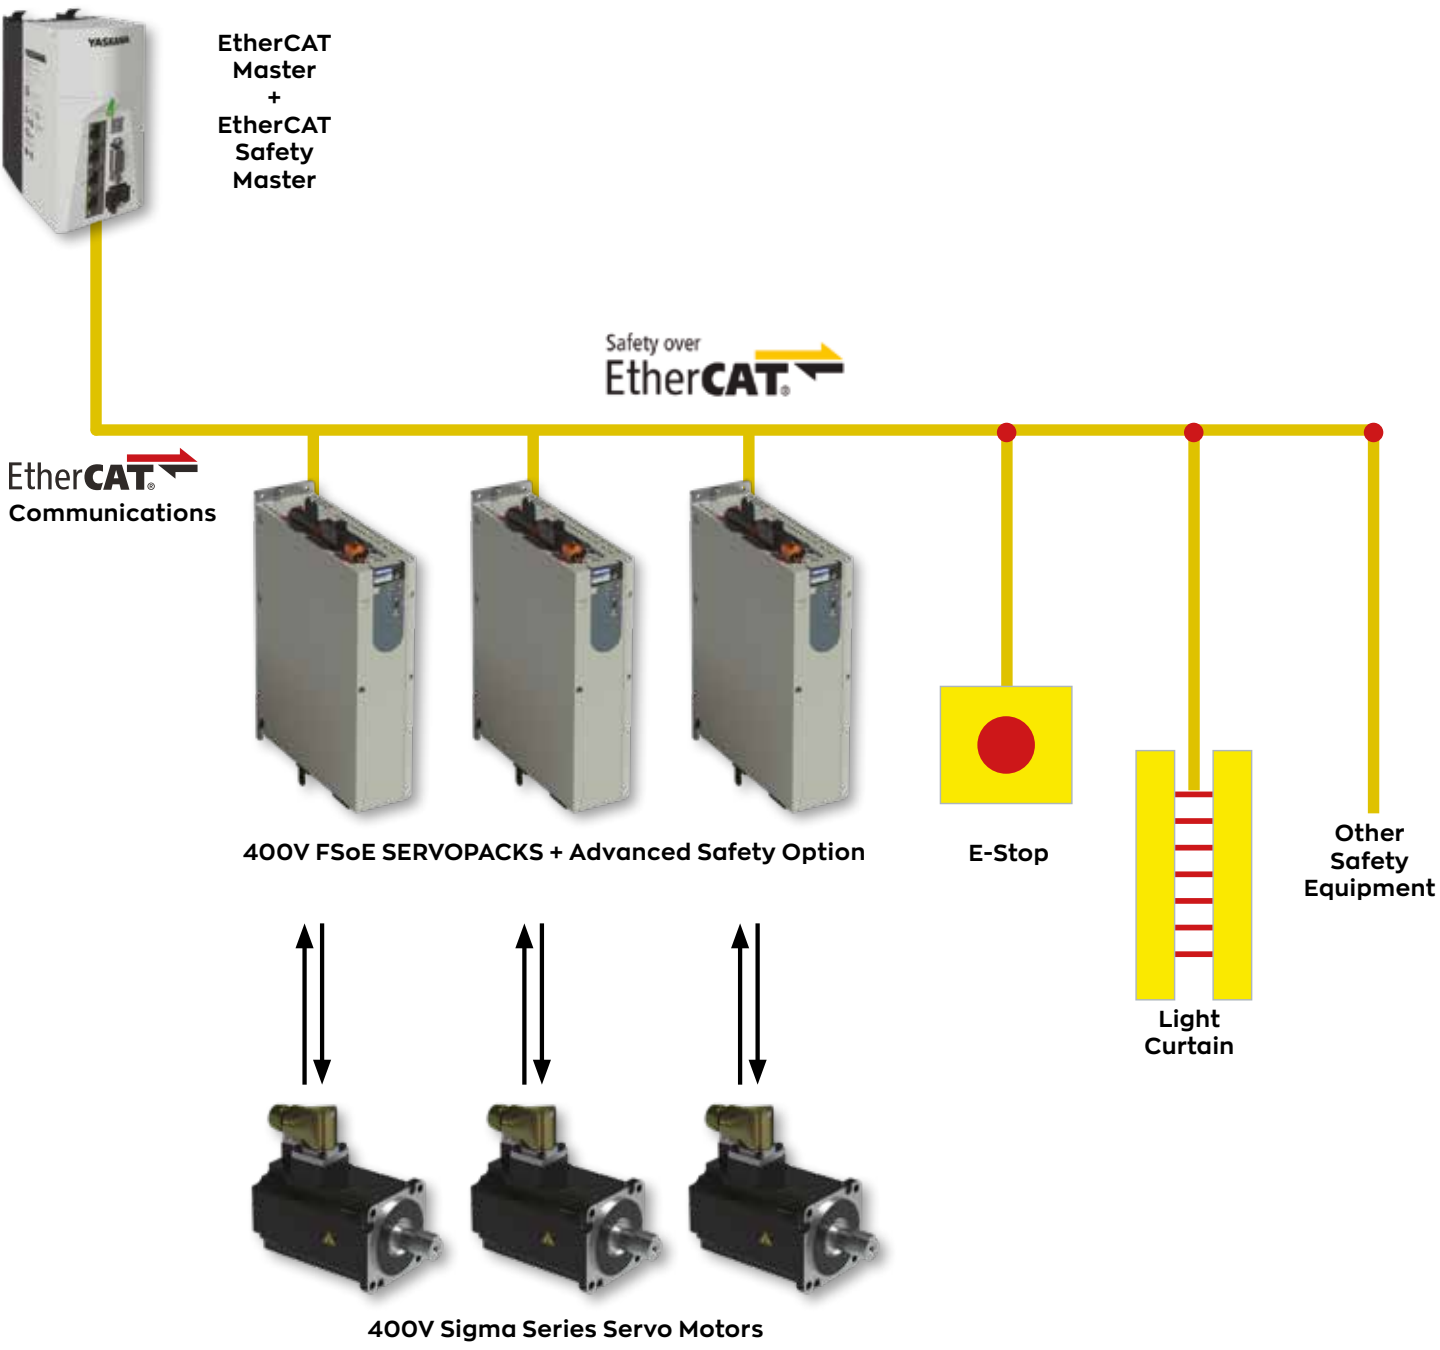 YASKAWA
EtherCAT
Master
+
EtherCAT
Safety
Master
Safety over
EtherCAT®
EtherCAT®
Communications
400V FSoE SERVOPACKS + Advanced Safety Option
E-Stop
Other
Safety
Equipment
Light
Curtain
400V Sigma Series Servo Motors